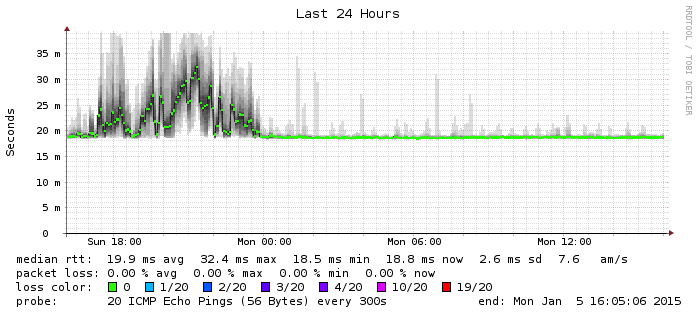 Last 24 Hours
RRDTOOL / TOBI OETIKER
Seconds
35 m
30 m
25 m
20 m
15 m
10 m
5 m
0
Sun 18:00 Mon 00:00 Mon 06:00 Mon 12:00
median rtt: 19.9 ms avg 32.4 ms max 18.5 ms min 18.8 ms now 2.6 ms sd 7.6 am/s
packet loss: 0.00 % avg 0.00 % max 0.00 % min 0.00 % now
loss color: 0 1/20 2/20 3/20 4/20 10/20 19/20
probe: 20 ICMP Echo Pings (56 Bytes) every 300s end: Mon Jan 5 16:05:06 2015